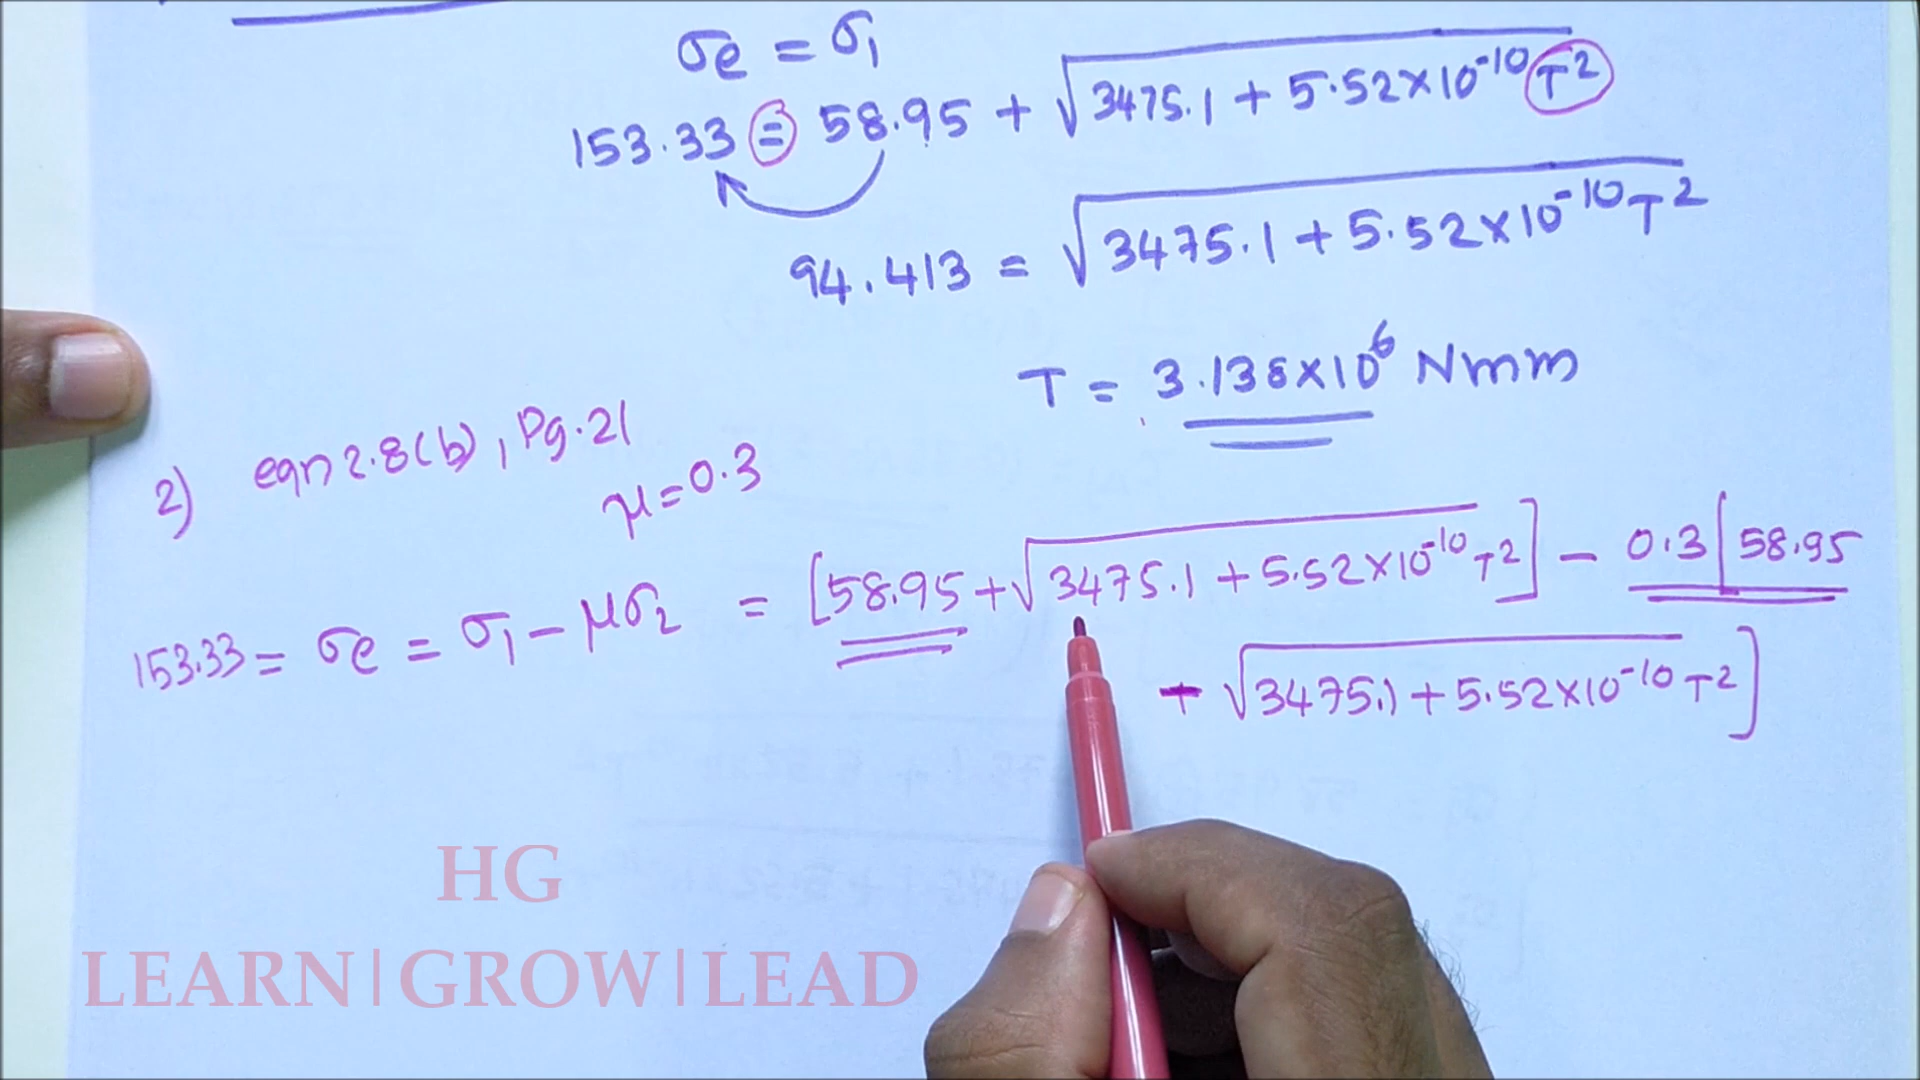 σe = σ₁
153.33 = 58.95 + √3475.1 + 5.52×10⁻¹⁰ T²
94.413 = √3475.1 + 5.52×10⁻¹⁰ T²
T = 3.138×10⁶ Nmm
2) eqn 2.8(b), Pg.21
μ=0.3
153.33 = σe = σ₁ – μσ₂ = [58.95 + √3475.1 + 5.52×10⁻¹⁰ T²] – 0.3[58.95
+ √3475.1 + 5.52×10⁻¹⁰ T²]
HG
LEARN|GROW|LEAD